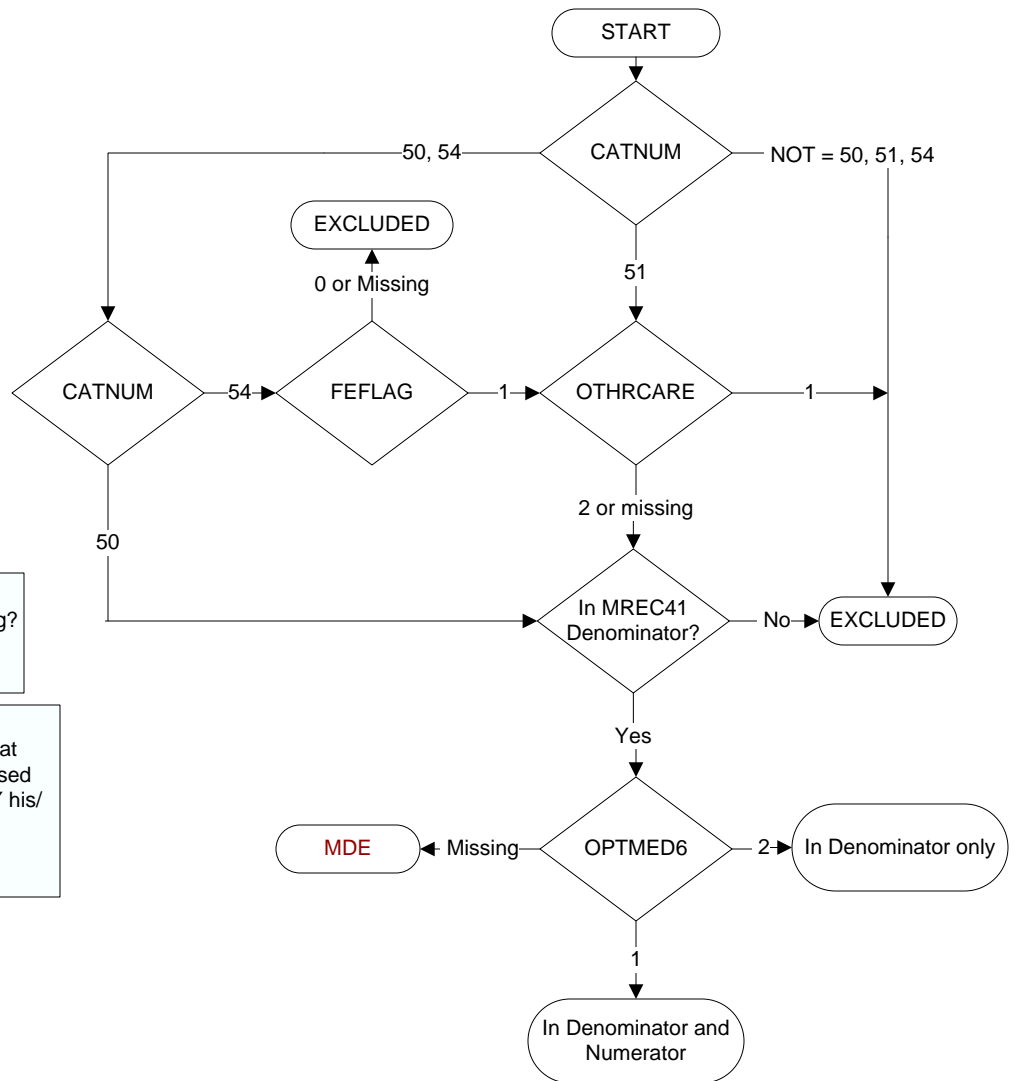 START
CATNUM
50, 54
NOT = 50, 51, 54
EXCLUDED
0 or Missing
51
CATNUM
54
FEFLAG
1
OTHRCARE
1
2 or missing
50
In MREC41
Denominator?
No
EXCLUDED
g?
at
sed
Y his/
Yes
MDE
Missing
OPTMED6
2
In Denominator only
1
In Denominator and
Numerator